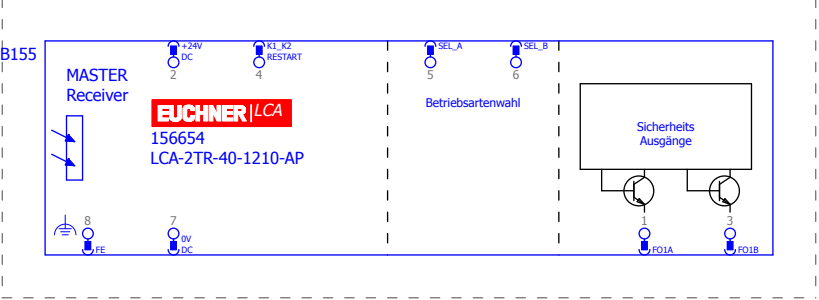 B155
+24V
DC
2
K1_K2
RESTART
4
SEL_A
5
SEL_B
6
MASTER
Receiver
EUCHNER LCA
156654
LCA-2TR-40-1210-AP
Betriebsartenwahl
Sicherheits
Ausgänge
8
FE
7
0V
DC
1
FO1A
3
FO1B